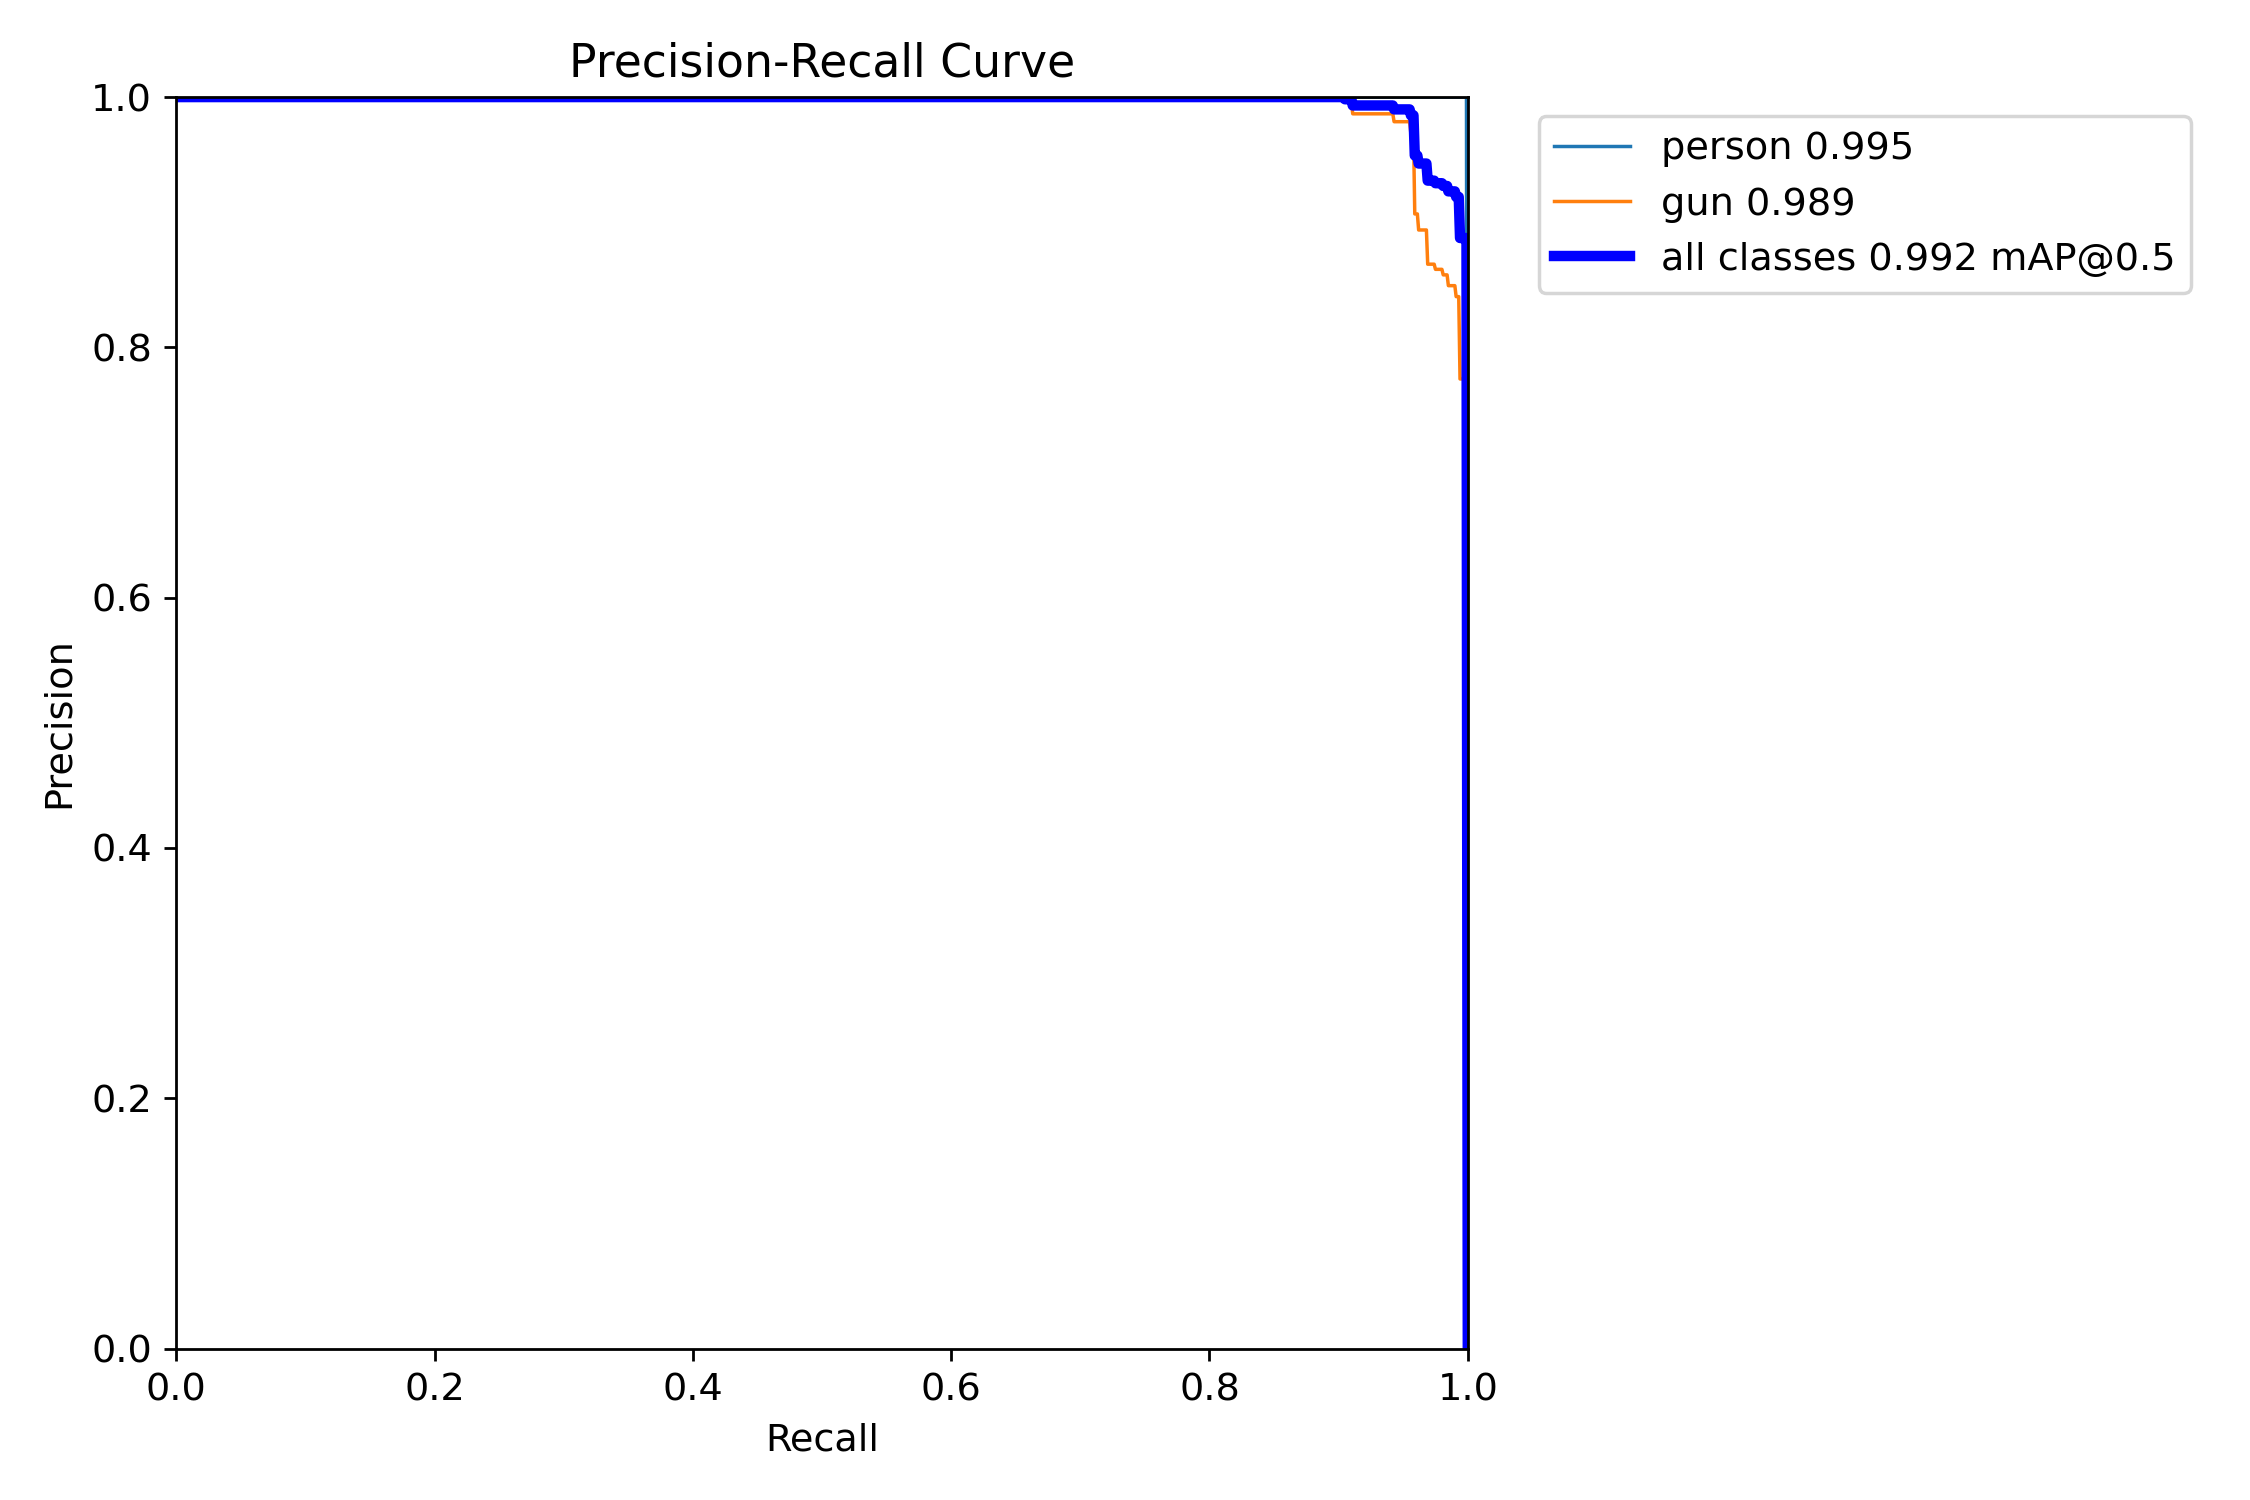 Precision-Recall Curve
1.0
0.8
0.6
0.4
0.2
0.0
Precision
0.0 0.2 0.4 0.6 0.8 1.0
Recall
person 0.995
gun 0.989
all classes 0.992 mAP@0.5